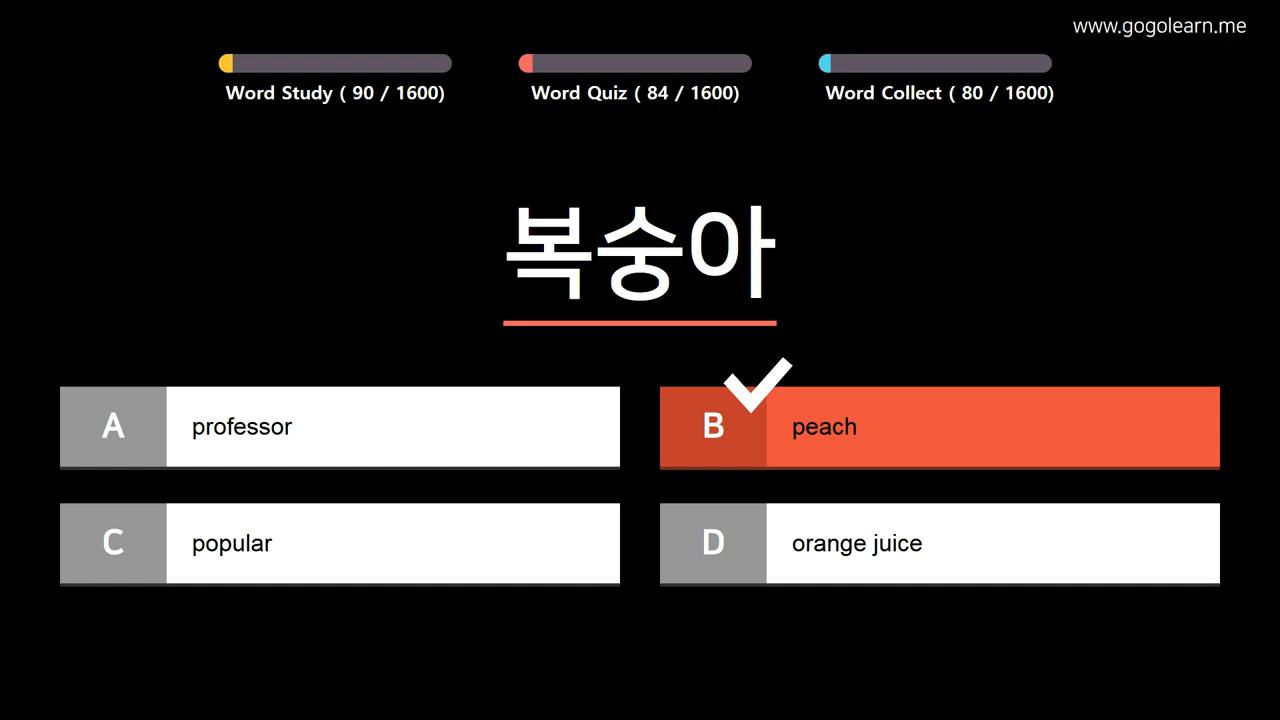 www.gogolearn.me
Word Study ( 90 / 1600)
Word Quiz ( 84 / 1600)
Word Collect ( 80 / 1600)
복숭아
A professor
B peach
C popular
D orange juice